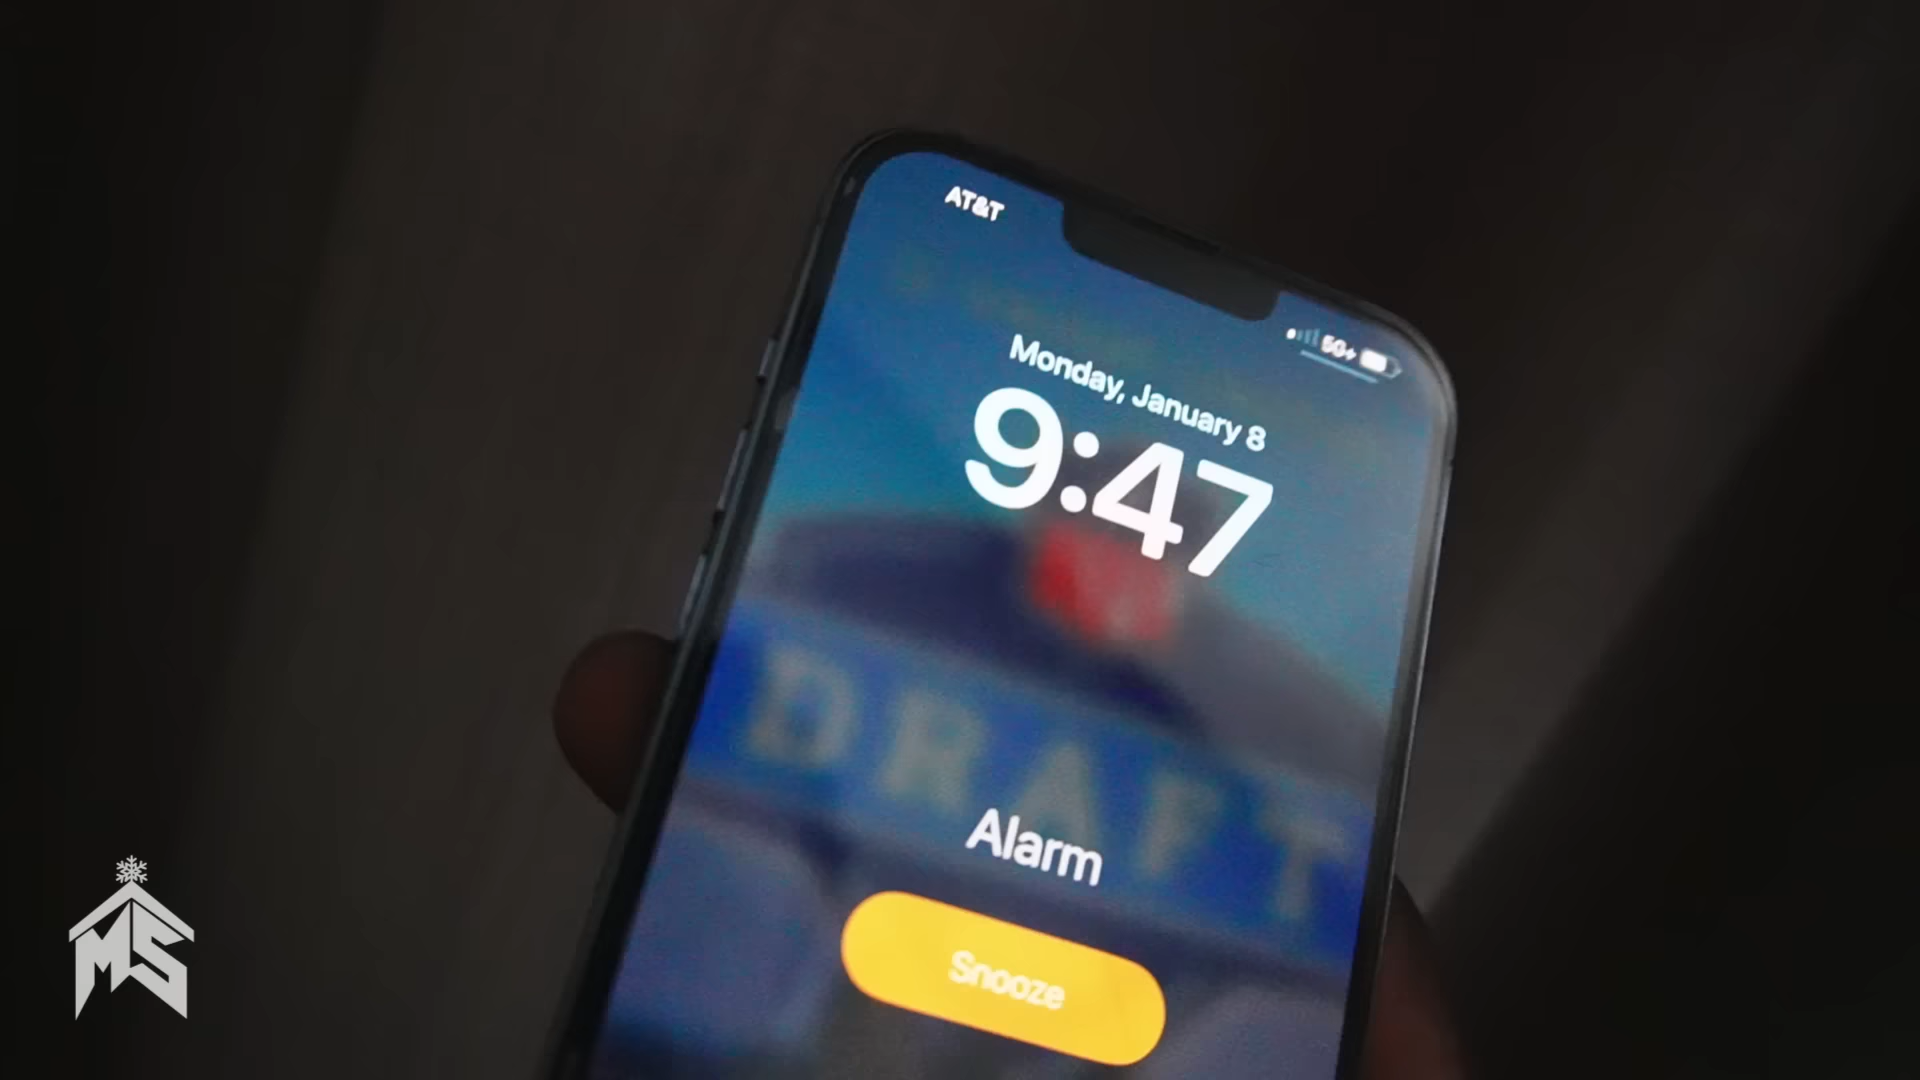 AT&T
5G+
Monday, January 8
9:47
DRAFT
Alarm
Snooze
MS